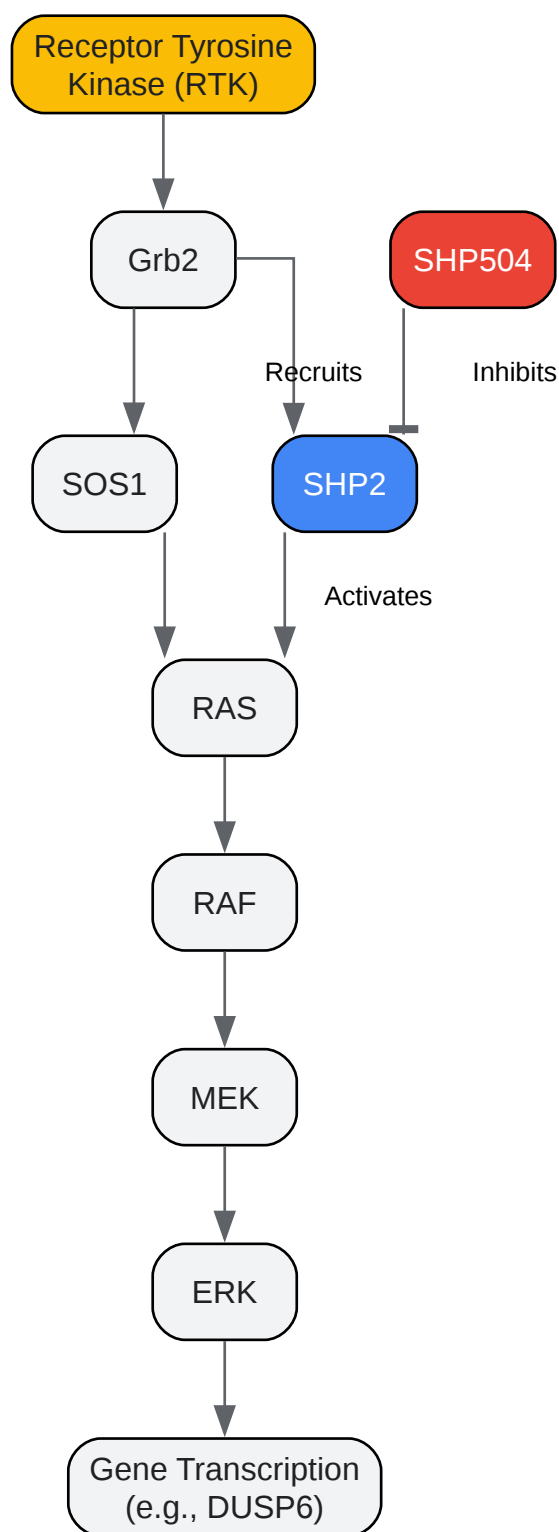 Receptor Tyrosine
Kinase (RTK)
Grb2
SHP504
Recruits
Inhibits
SOS1
SHP2
Activates
RAS
RAF
MEK
ERK
Gene Transcription
(e.g., DUSP6)